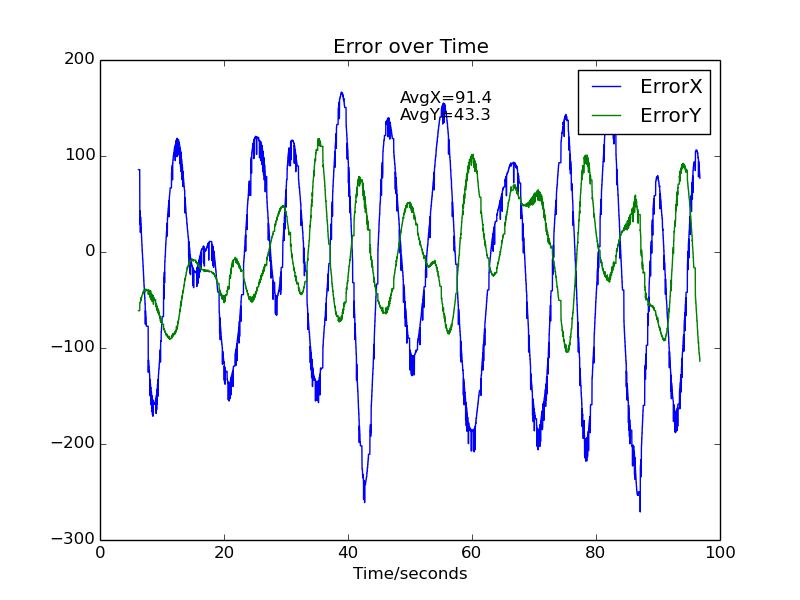 Error over Time
AvgX=91.4
AvgY=43.3
ErrorX
ErrorY
200
100
0
−100
−200
−300
0 20 40 60 80 100
Time/seconds